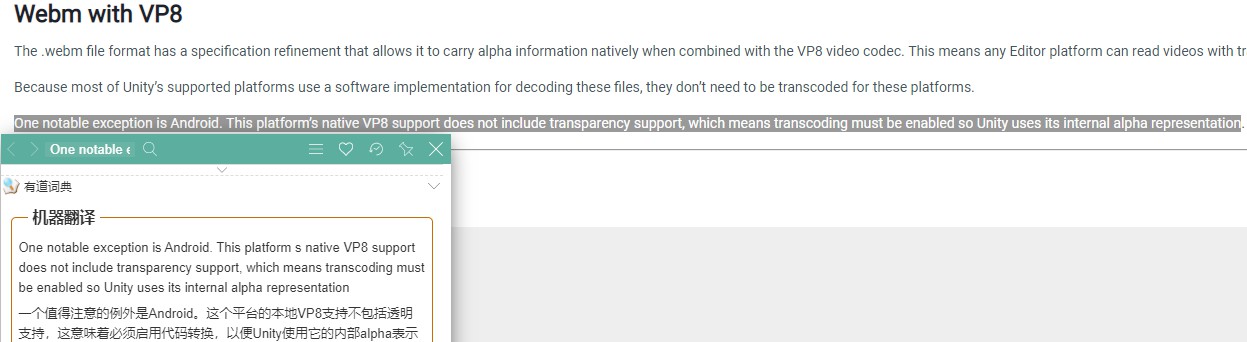 Webm with VP8
The .webm file format has a specification refinement that allows it to carry alpha information natively when combined with the VP8 video codec. This means any Editor platform can read videos with tr
Because most of Unity’s supported platforms use a software implementation for decoding these files, they don’t need to be transcoded for these platforms.
One notable exception is Android. This platform’s native VP8 support does not include transparency support, which means transcoding must be enabled so Unity uses its internal alpha representation.
One notable e
有道词典
机器翻译
One notable exception is Android. This platform s native VP8 support
does not include transparency support, which means transcoding must
be enabled so Unity uses its internal alpha representation
一个值得注意的例外是Android。这个平台的本地VP8支持不包括透明
支持，这意味着必须启用代码转换，以便Unity使用它的内部alpha表示